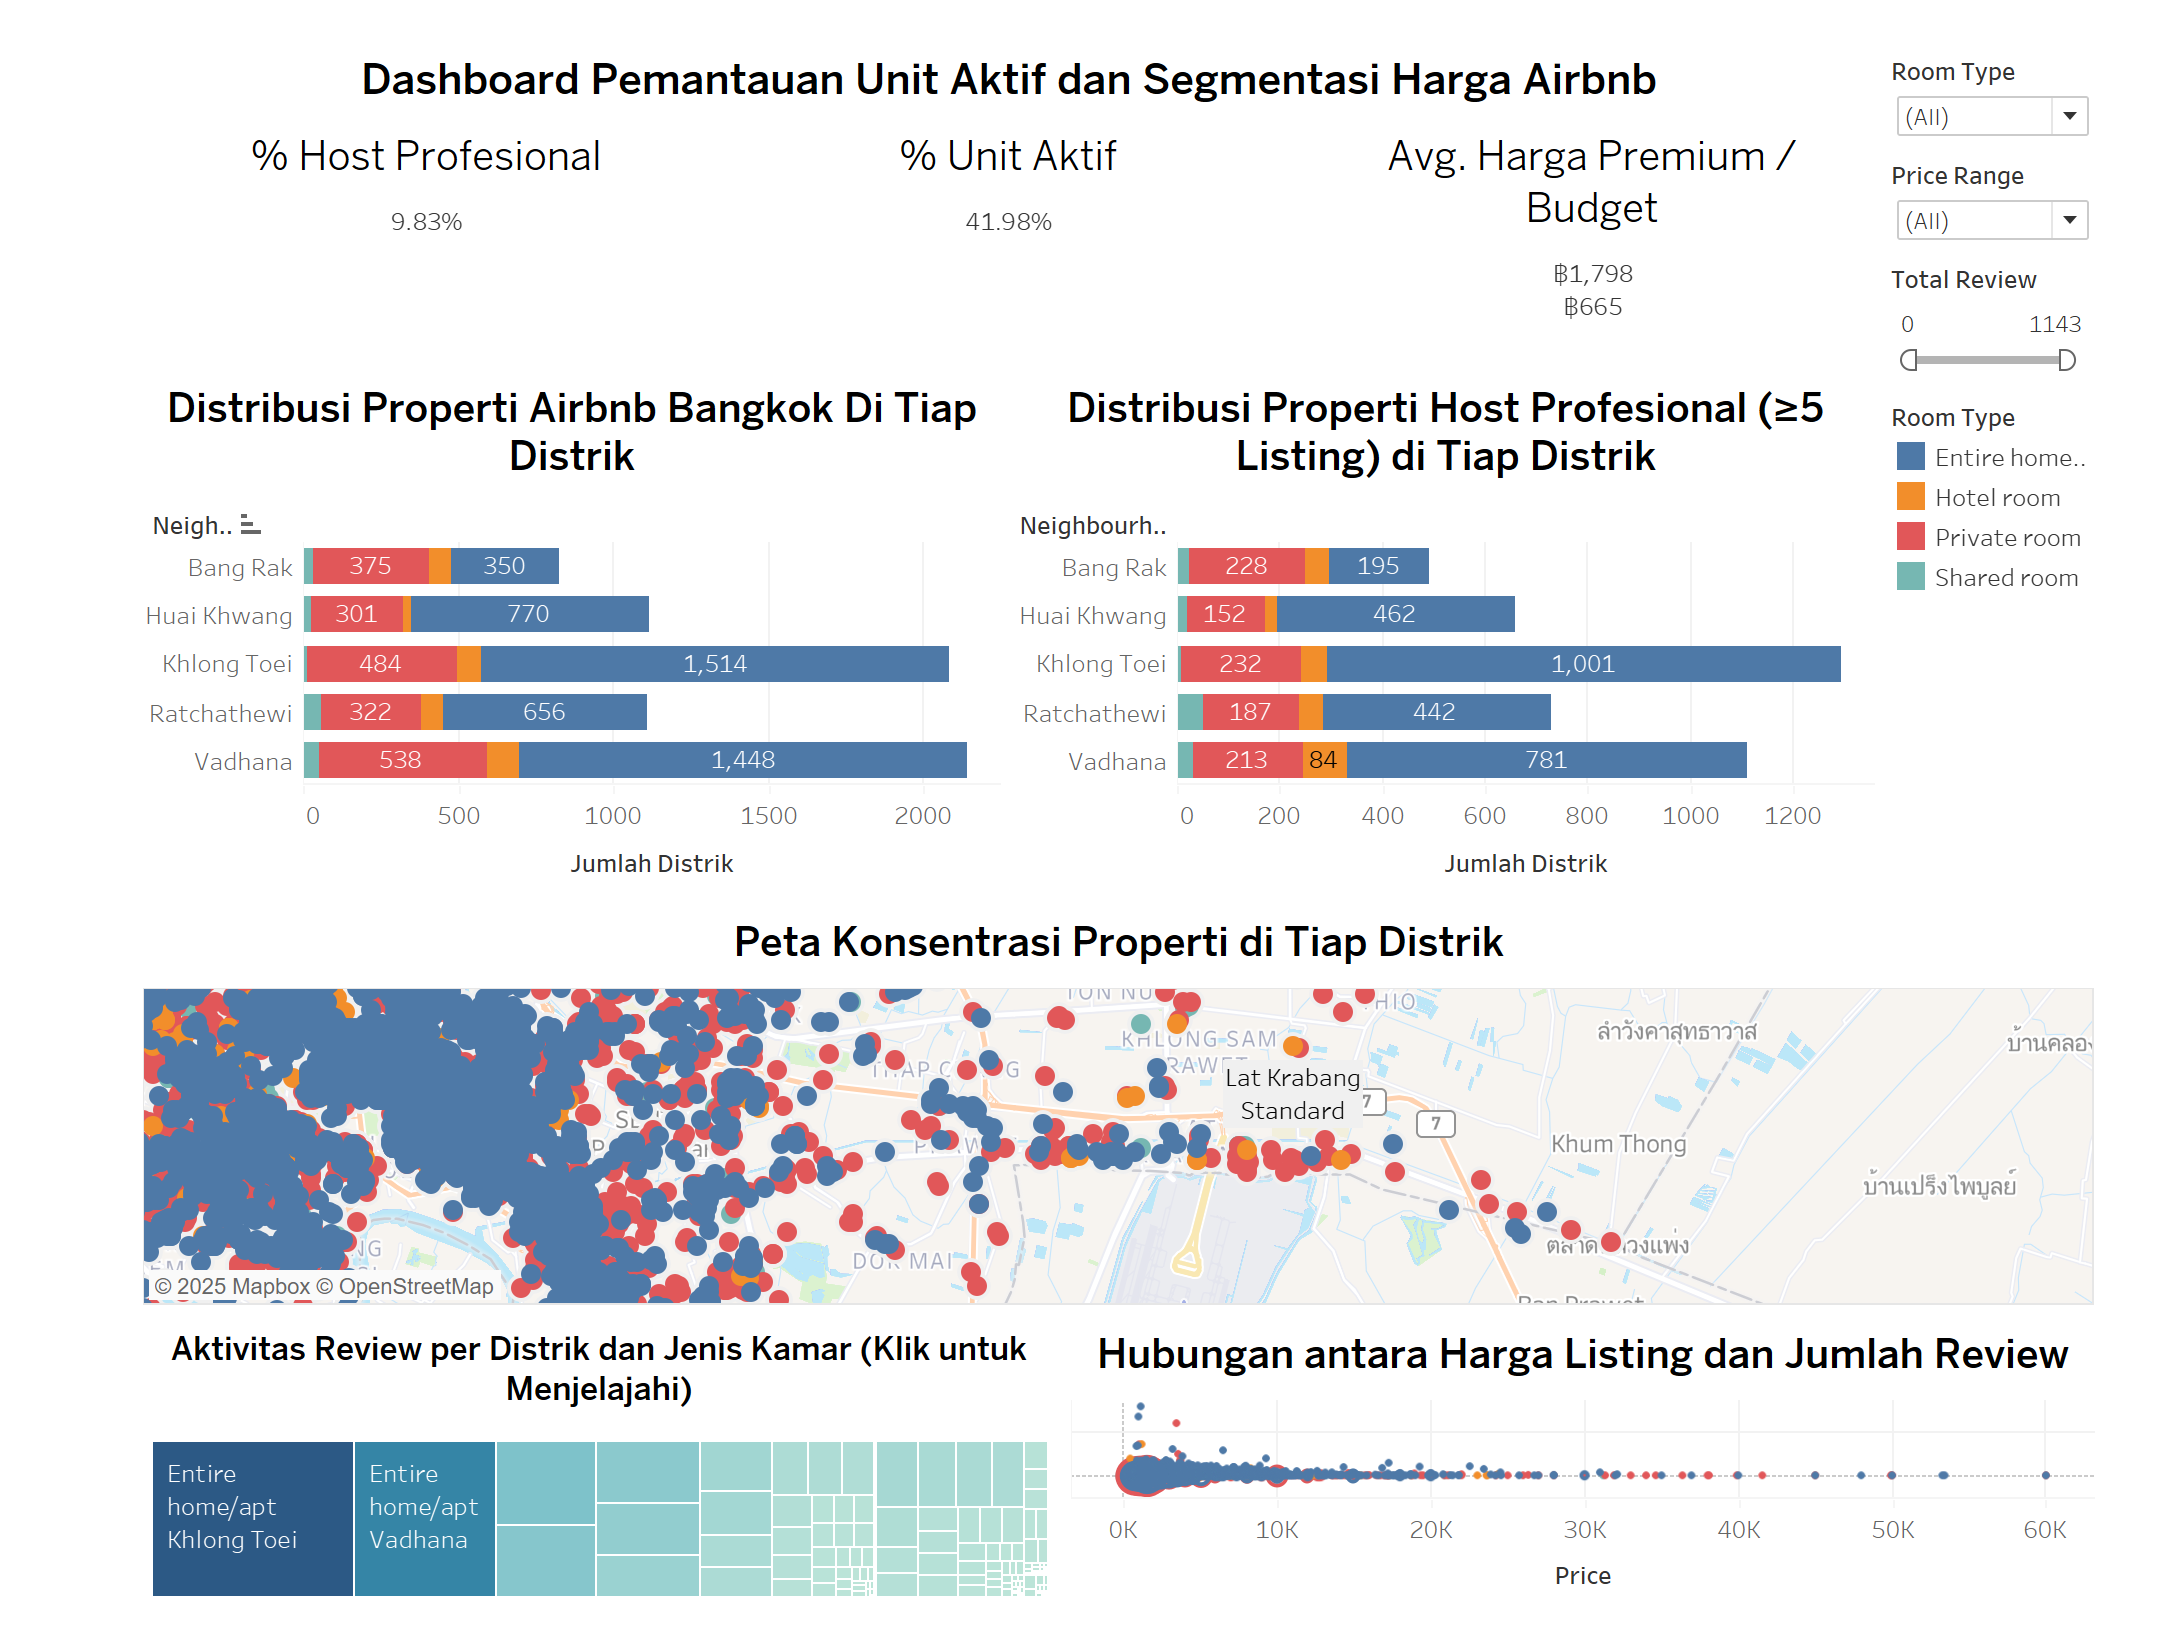 Dashboard Pemantauan Unit Aktif dan Segmentasi Harga Airbnb
% Host Profesional
9.83%
% Unit Aktif
41.98%
Avg. Harga Premium /
Budget
฿1,798
฿665
Room Type
(All)
Price Range
(All)
Total Review
0 1143
Room Type
Entire home..
Hotel room
Private room
Shared room
Distribusi Properti Airbnb Bangkok Di Tiap
Distrik
Neigh..
Bang Rak 375 350
Huai Khwang 301 770
Khlong Toei 484 1,514
Ratchathewi 322 656
Vadhana 538 1,448
0 500 1000 1500 2000
Jumlah Distrik
Distribusi Properti Host Profesional (≥5
Listing) di Tiap Distrik
Neighbourh..
Bang Rak 228 195
Huai Khwang 152 462
Khlong Toei 232 1,001
Ratchathewi 187 442
Vadhana 213 84 781
0 200 400 600 800 1000 1200
Jumlah Distrik
Peta Konsentrasi Properti di Tiap Distrik
KHLONG SAM
ลำวังคาสุทธาวาส
Lat Krabang
Standard
7
7
Khum Thong
บ้านเปร็งไพบูลย์
DOK MAI
© 2025 Mapbox © OpenStreetMap
Aktivitas Review per Distrik dan Jenis Kamar (Klik untuk
Menjelajahi)
Entire
home/apt
Khlong Toei
Entire
home/apt
Vadhana
Hubungan antara Harga Listing dan Jumlah Review
0K 10K 20K 30K 40K 50K 60K
Price